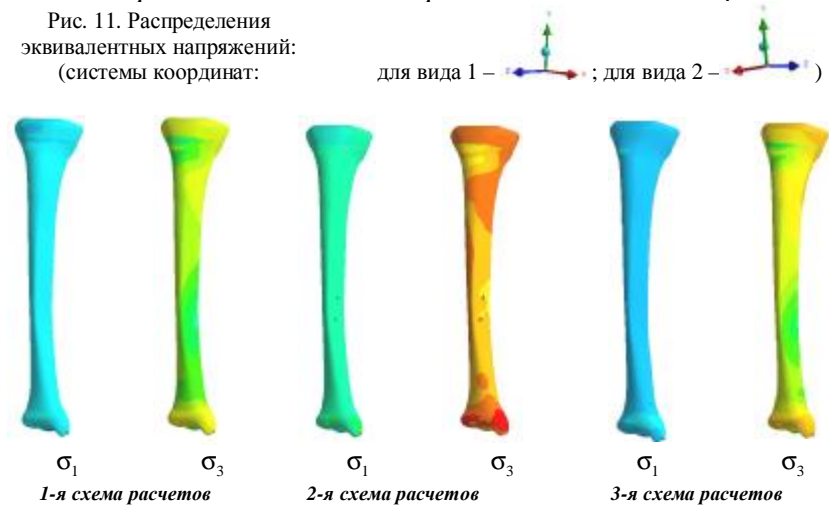 Рис. 11. Распределения
эквивалентных напряжений:
(системы координат: для вида 1 – ; для вида 2 – )
σ₁ σ₃ σ₁ σ₃ σ₁ σ₃
1-я схема расчетов 2-я схема расчетов 3-я схема расчетов